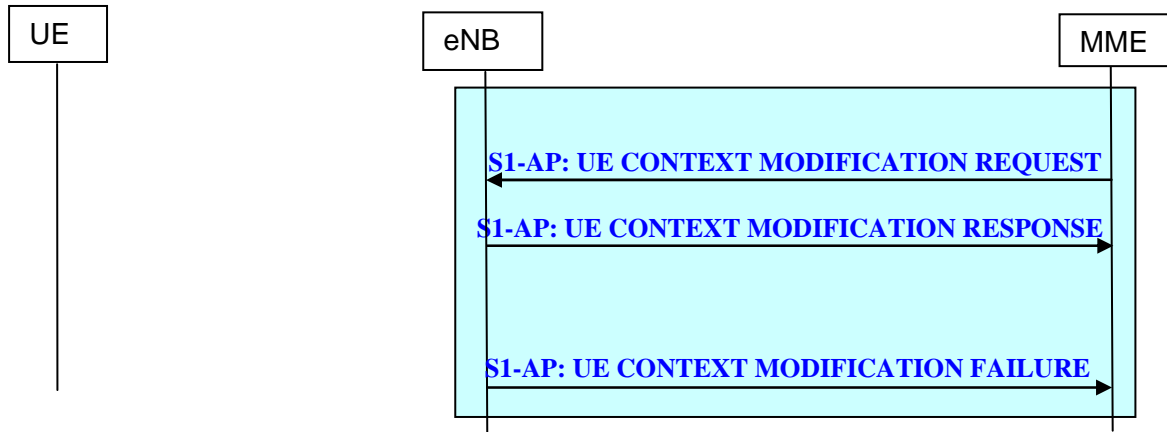 UE
eNB
MME
S1-AP: UE CONTEXT MODIFICATION REQUEST
S1-AP: UE CONTEXT MODIFICATION RESPONSE
S1-AP: UE CONTEXT MODIFICATION FAILURE